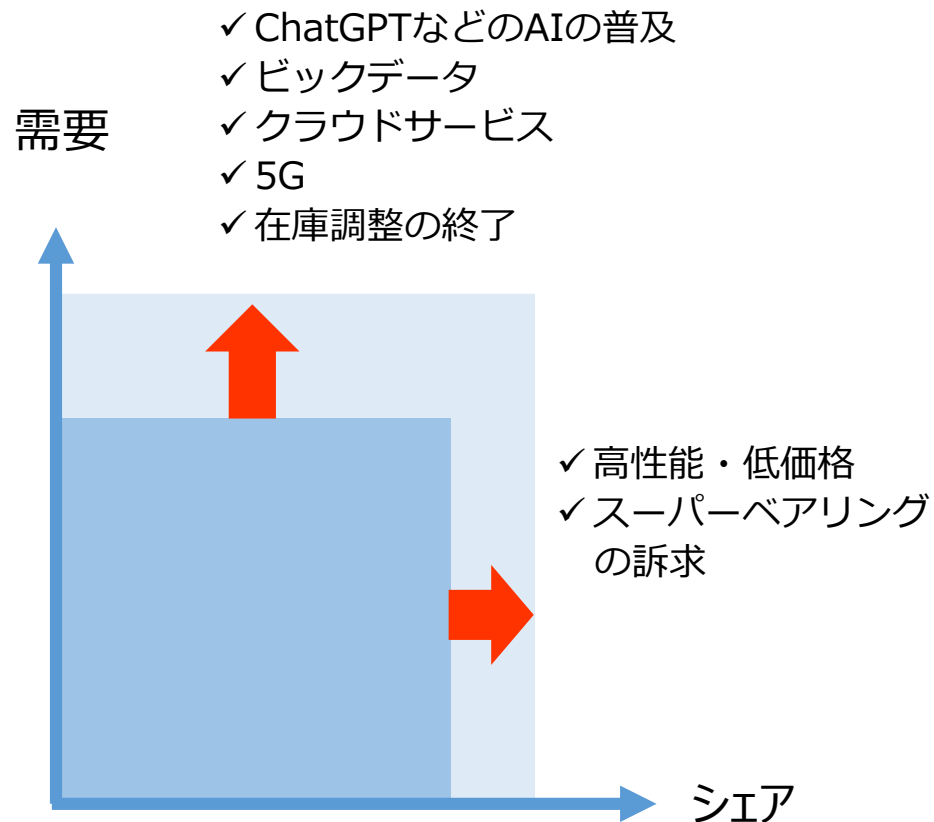 ✓ ChatGPTなどのAIの普及
✓ ビックデータ
✓ クラウドサービス
✓ 5G
✓ 在庫調整の終了
需要
✓ 高性能・低価格
✓ スーパーベアリング
の訴求
シェア